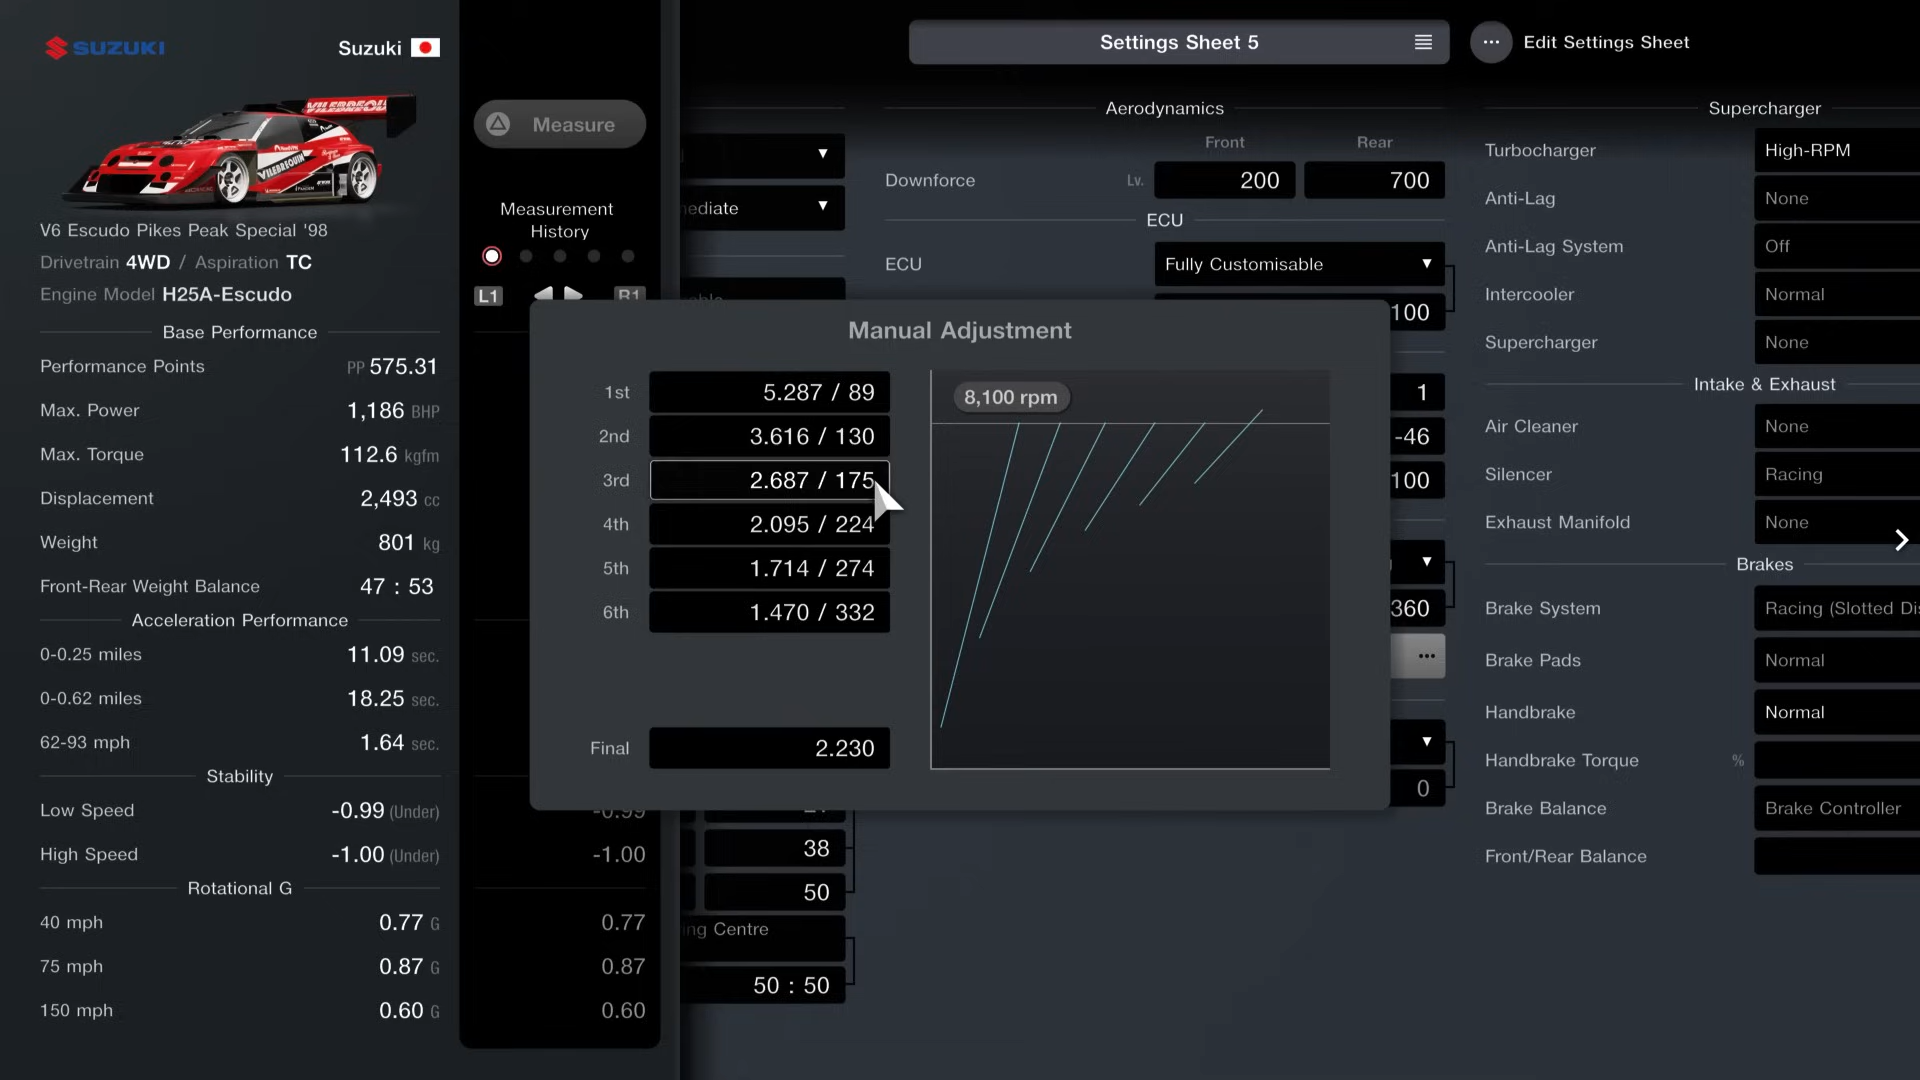 SUZUKI
Suzuki
VILEBREQUIN
VILEBREQUIN
V6 Escudo Pikes Peak Special '98
Drivetrain 4WD / Aspiration TC
Engine Model H25A-Escudo
Base Performance
Performance Points PP 575.31
Max. Power 1,186 BHP
Max. Torque 112.6 kgfm
Displacement 2,493 cc
Weight 801 kg
Front-Rear Weight Balance 47 : 53
Acceleration Performance
0-0.25 miles 11.09 sec.
0-0.62 miles 18.25 sec.
62-93 mph 1.64 sec.
Stability
Low Speed -0.99 (Under)
High Speed -1.00 (Under)
Rotational G
40 mph 0.77 G
75 mph 0.87 G
150 mph 0.60 G
Measure
Measurement
History
L1 R1
-0.99
-1.00
0.77
0.87
0.60
Settings Sheet 5
Edit Settings Sheet
ediate
Aerodynamics
Front Rear
Downforce Lv. 200 700
ECU
ECU Fully Customisable
100
Manual Adjustment
1st 5.287 / 89
2nd 3.616 / 130
3rd 2.687 / 175
4th 2.095 / 224
5th 1.714 / 274
6th 1.470 / 332
Final 2.230
8,100 rpm
1
-46
100
360
0
38
50
ng Centre
50 : 50
Supercharger
Turbocharger High-RPM
Anti-Lag None
Anti-Lag System Off
Intercooler Normal
Supercharger None
Intake & Exhaust
Air Cleaner None
Silencer Racing
Exhaust Manifold None
Brakes
Brake System Racing (Slotted Dis
Brake Pads Normal
Handbrake Normal
Handbrake Torque %
Brake Balance Brake Controller
Front/Rear Balance